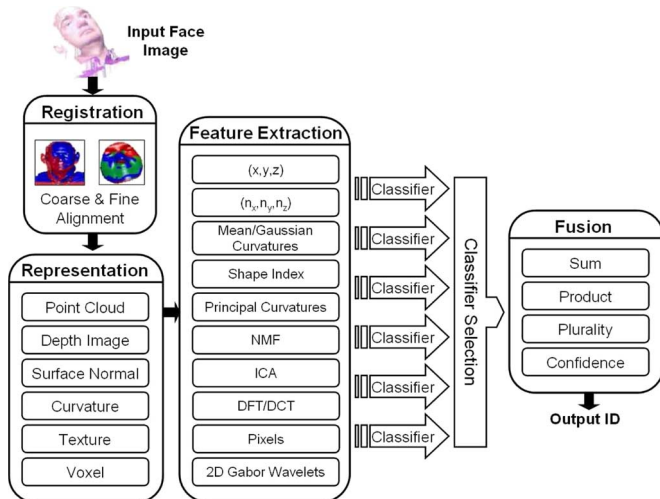 Input Face
Image
Registration
Coarse & Fine
Alignment
Representation
Point Cloud
Depth Image
Surface Normal
Curvature
Texture
Voxel
Feature Extraction
(x,y,z)
(nx,ny,nz)
Mean/Gaussian
Curvatures
Shape Index
Principal Curvatures
NMF
ICA
DFT/DCT
Pixels
2D Gabor Wavelets
Classifier
Classifier
Classifier
Classifier
Classifier
Classifier
Classifier Selection
Fusion
Sum
Product
Plurality
Confidence
Output ID